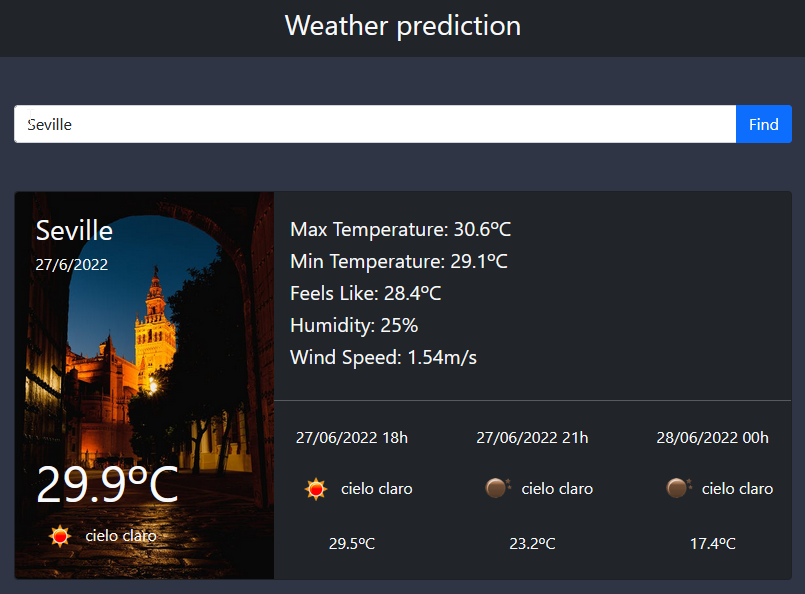 Weather prediction
Seville
Find
Seville
27/6/2022
29.9ºC
cielo claro
Max Temperature: 30.6ºC
Min Temperature: 29.1ºC
Feels Like: 28.4ºC
Humidity: 25%
Wind Speed: 1.54m/s
27/06/2022 18h
27/06/2022 21h
28/06/2022 00h
cielo claro
cielo claro
cielo claro
29.5ºC
23.2ºC
17.4ºC